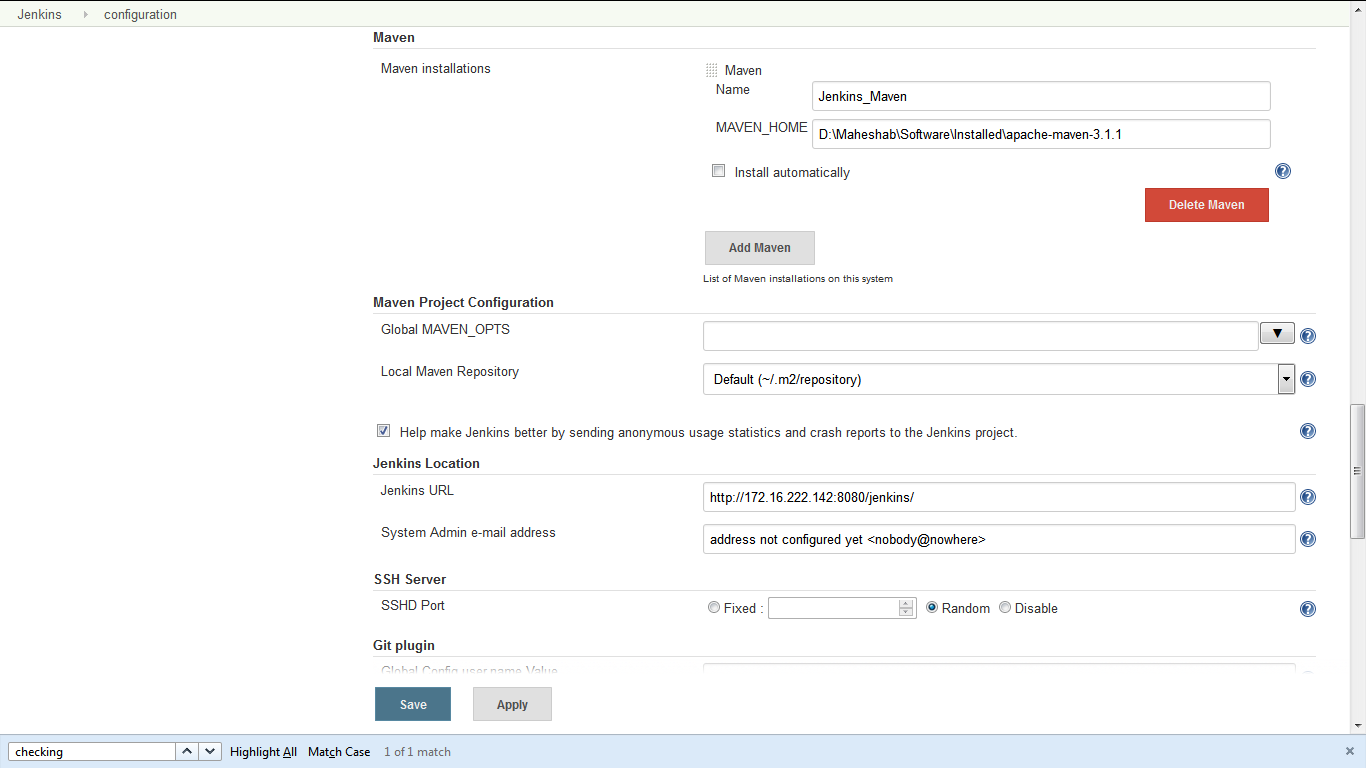 Jenkins configuration
Maven
Maven installations
Maven
Name
Jenkins_Maven
MAVEN_HOME
D:\Maheshab\Software\Installed\apache-maven-3.1.1
Install automatically
Delete Maven
Add Maven
List of Maven installations on this system
Maven Project Configuration
Global MAVEN_OPTS
Local Maven Repository
Default (~/.m2/repository)
Help make Jenkins better by sending anonymous usage statistics and crash reports to the Jenkins project.
Jenkins Location
Jenkins URL
http://172.16.222.142:8080/jenkins/
System Admin e-mail address
address not configured yet <nobody@nowhere>
SSH Server
SSHD Port
Fixed : Random Disable
Git plugin
Global Config user.name Value
Save Apply
checking Highlight All Match Case 1 of 1 match